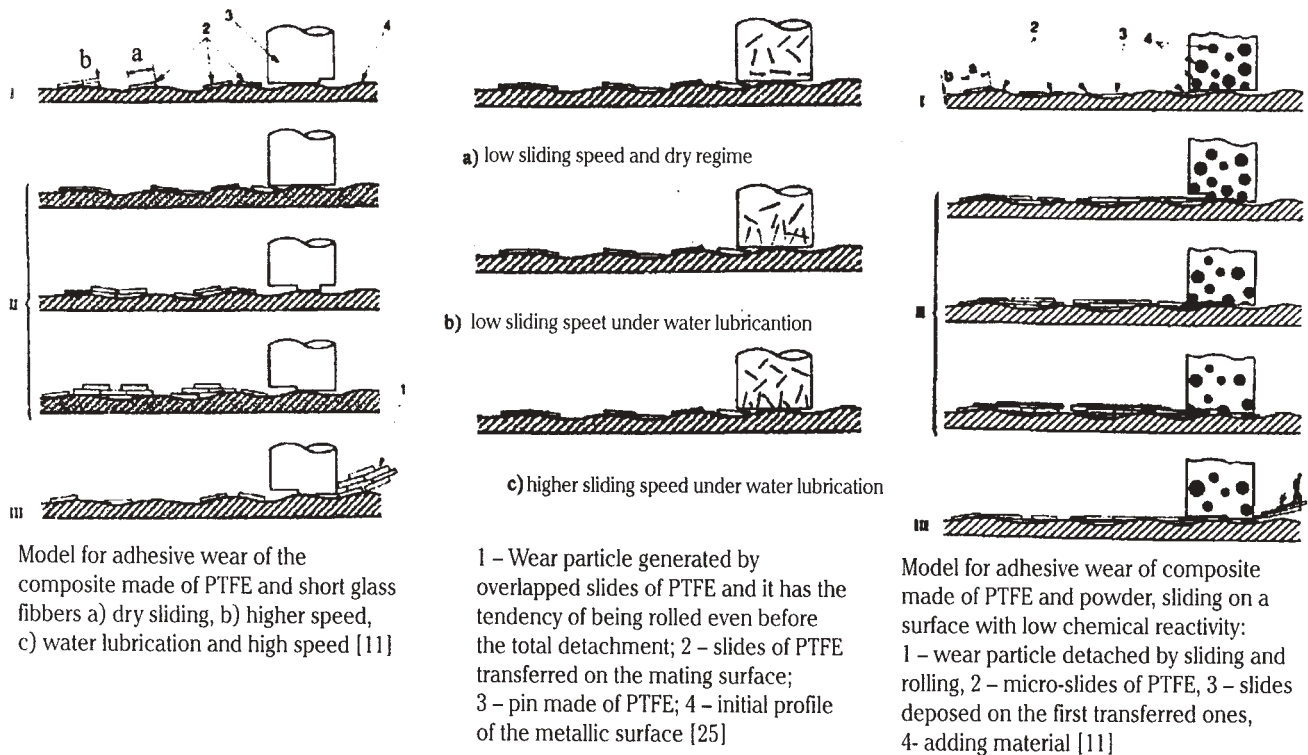 I
b
a
2
3
4
II
1
III
Model for adhesive wear of the
composite made of PTFE and short glass
fibbers a) dry sliding, b) higher speed,
c) water lubrication and high speed [11]
a) low sliding speed and dry regime
b) low sliding speet under water lubricantion
c) higher sliding speed under water lubrication
1 – Wear particle generated by
overlapped slides of PTFE and it has the
tendency of being rolled even before
the total detachment; 2 – slides of PTFE
transferred on the mating surface;
3 – pin made of PTFE; 4 – initial profile
of the metallic surface [25]
2
3
4
b
a
I
II
III
Model for adhesive wear of composite
made of PTFE and powder, sliding on a
surface with low chemical reactivity:
1 – wear particle detached by sliding and
rolling, 2 – micro-slides of PTFE, 3 – slides
deposed on the first transferred ones,
4- adding material [11]